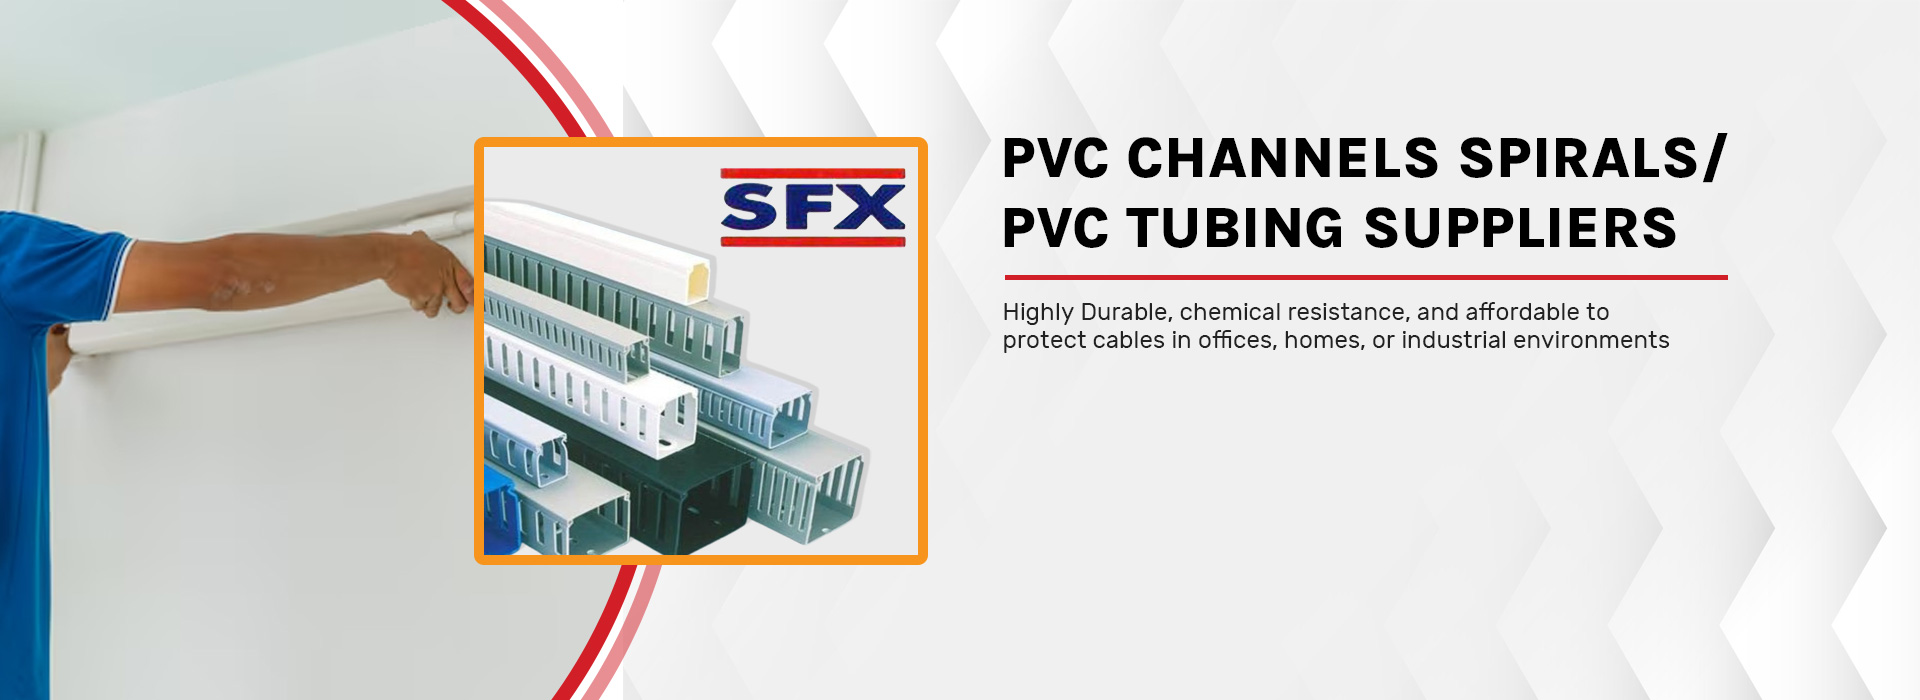 SFX
PVC CHANNELS SPIRALS/
PVC TUBING SUPPLIERS
Highly Durable, chemical resistance, and affordable to
protect cables in offices, homes, or industrial environments